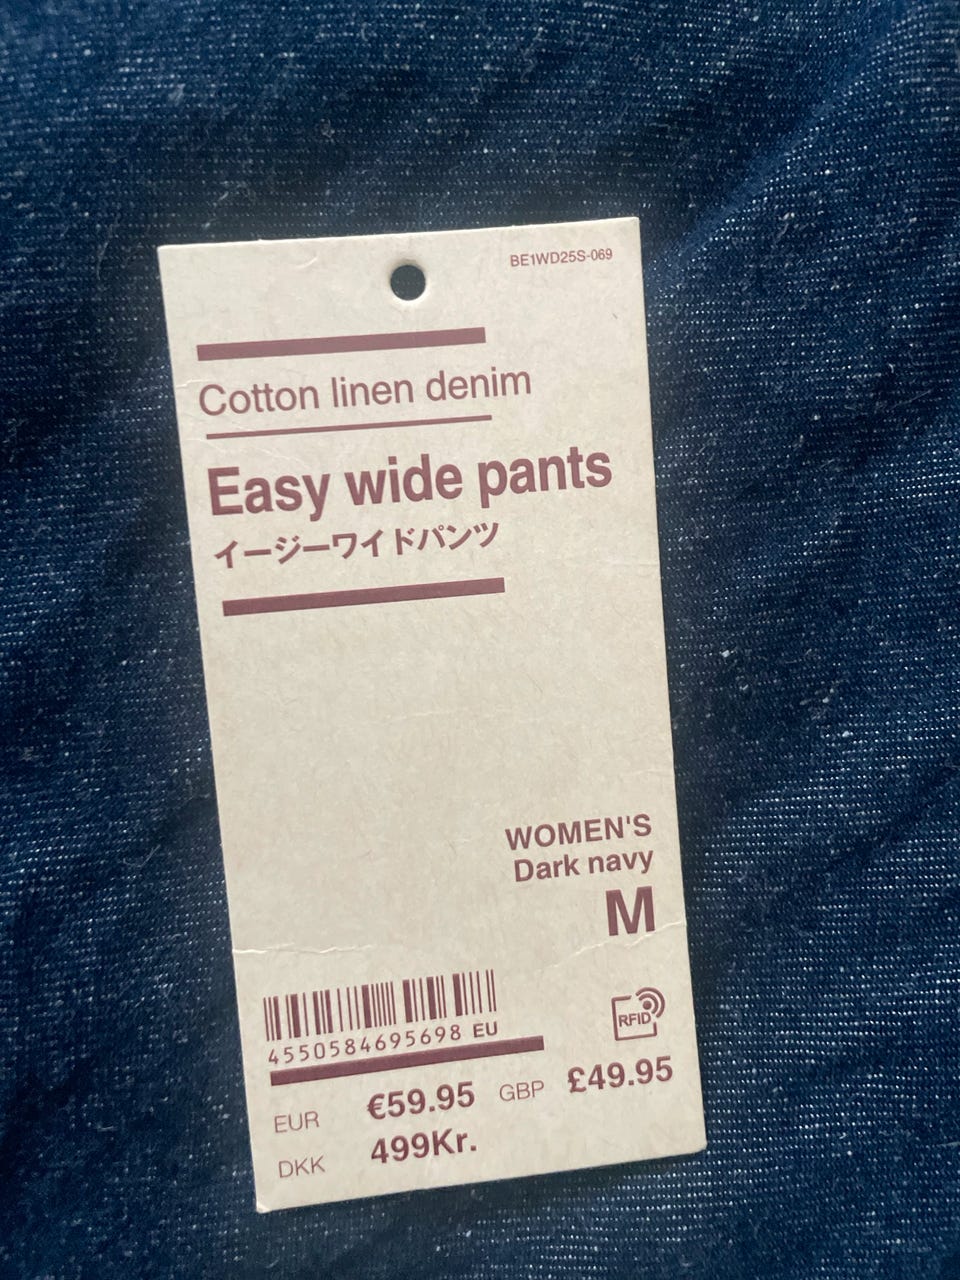 BE1WD25S-069
Cotton linen denim
Easy wide pants
イージーワイドパンツ
WOMEN'S
Dark navy
M
4550584695698 EU
RFID
EUR €59.95 GBP £49.95
DKK 499Kr.